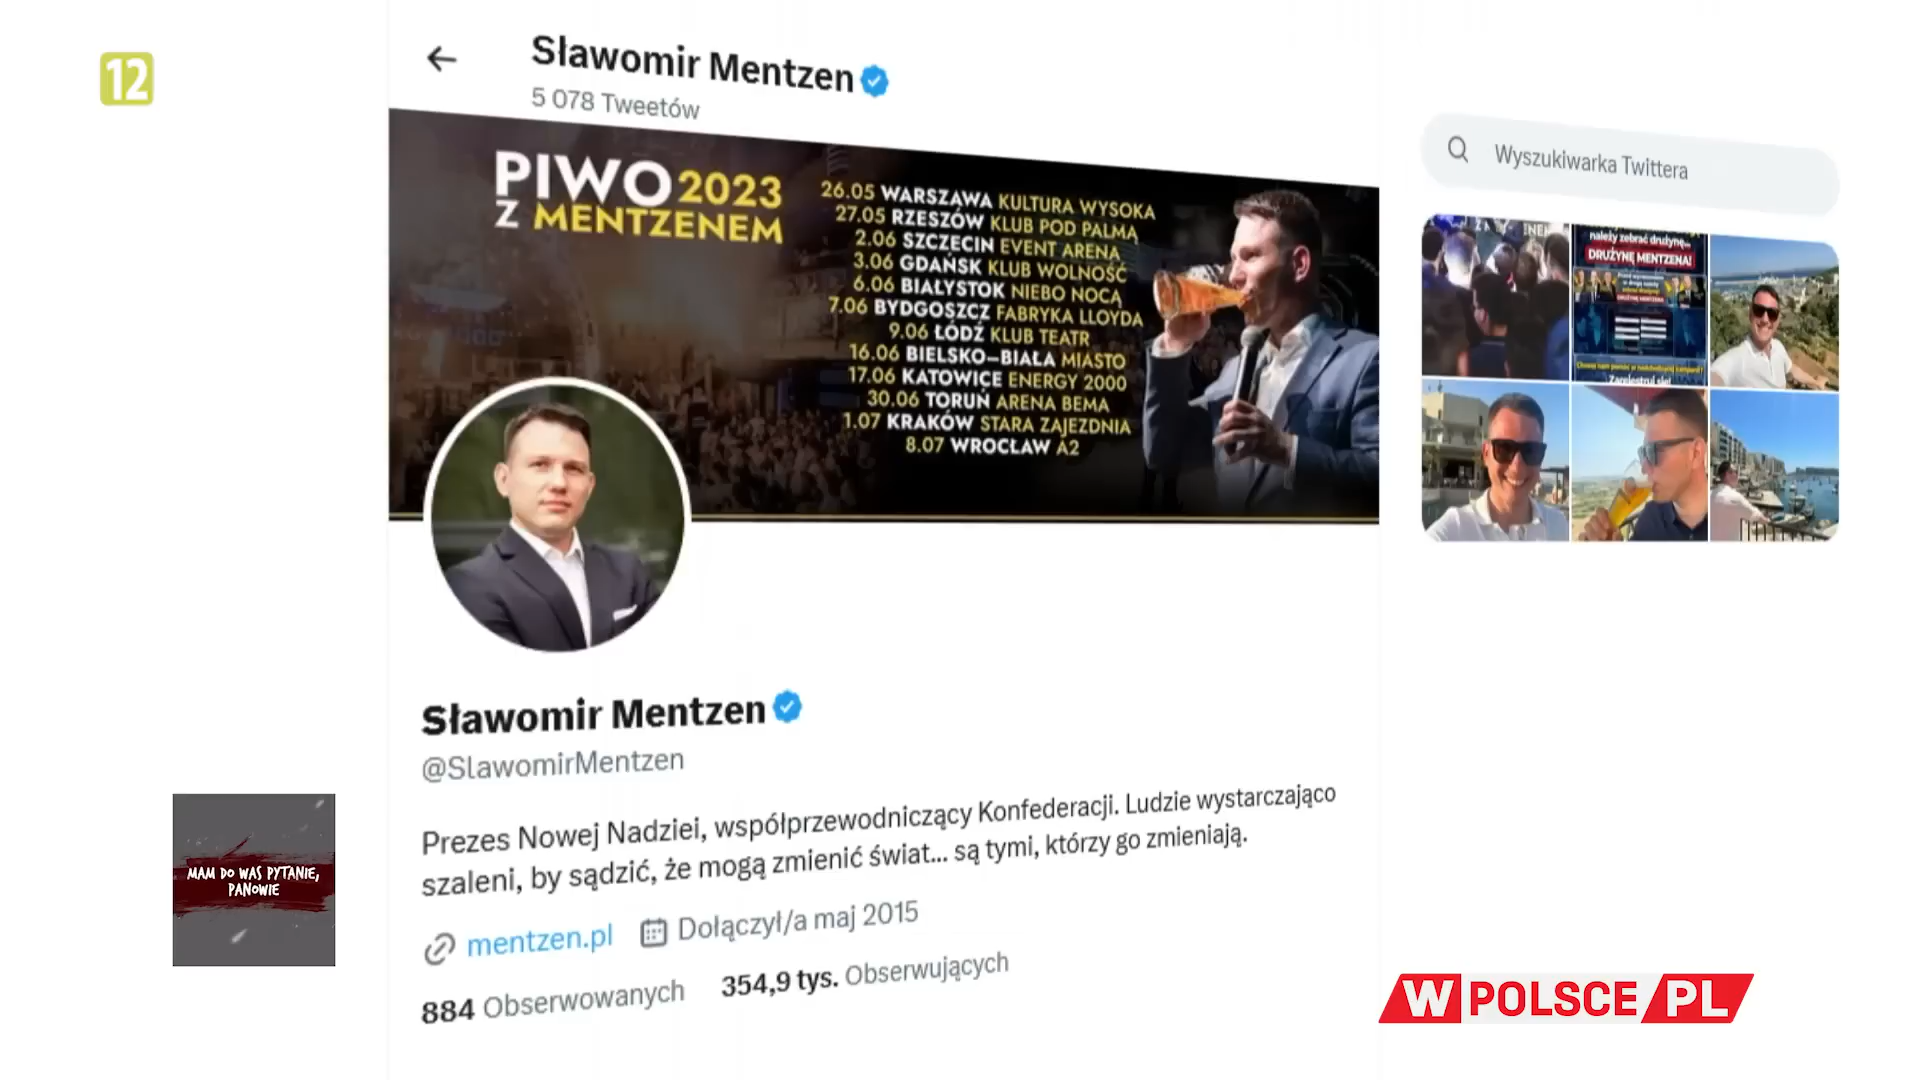 12
Sławomir Mentzen
5 078 Tweetów
PIWO 2023
Z MENTZENEM
26.05 WARSZAWA KULTURA WYSOKA
27.05 RZESZÓW KLUB POD PALMĄ
2.06 SZCZECIN EVENT ARENA
3.06 GDAŃSK KLUB WOLNOŚĆ
6.06 BIAŁYSTOK NIEBO NOCĄ
7.06 BYDGOSZCZ FABRYKA LLOYDA
9.06 ŁÓDŹ KLUB TEATR
16.06 BIELSKO–BIAŁA MIASTO
17.06 KATOWICE ENERGY 2000
30.06 TORUŃ ARENA BEMA
1.07 KRAKÓW STARA ZAJEZDNIA
8.07 WROCŁAW A2
Wyszukiwarka Twittera
należy zebrać drużynę...
DRUŻYNĘ MENTZENA!
Zarejestruj się!
Sławomir Mentzen
@SlawomirMentzen
Prezes Nowej Nadziei, współprzewodniczący Konfederacji. Ludzie wystarczająco
szaleni, by sądzić, że mogą zmienić świat... są tymi, którzy go zmieniają.
mentzen.pl Dołączył/a maj 2015
884 Obserwowanych 354,9 tys. Obserwujących
MAM DO WAS PYTANIE,
PANOWIE
W POLSCE PL